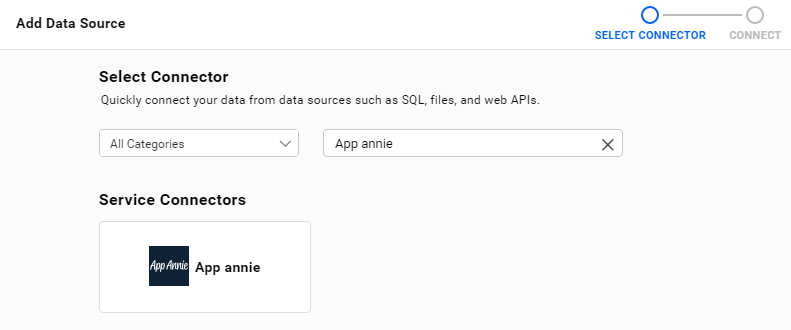 Add Data Source
SELECT CONNECTOR
CONNECT
Select Connector
Quickly connect your data from data sources such as SQL, files, and web APIs.
All Categories
App annie
Service Connectors
App Annie
App annie